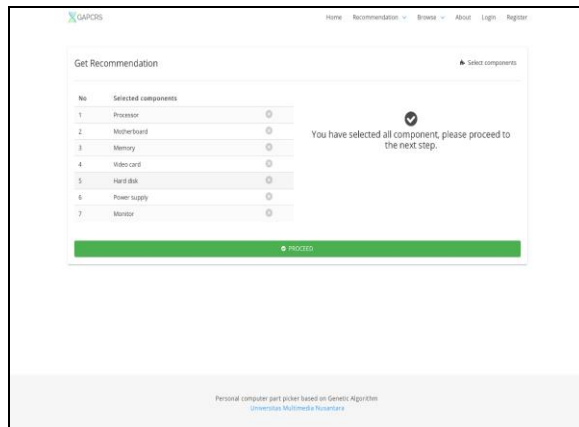 GAPCRS Home Recommendation Browse About Login Register
Get Recommendation Select components
No Selected components
1 Processor
2 Motherboard
3 Memory
4 Video card
5 Hard disk
6 Power supply
7 Monitor
You have selected all component, please proceed to
the next step.
PROCEED
Personal computer part picker based on Genetic Algorithm
Universitas Multimedia Nusantara